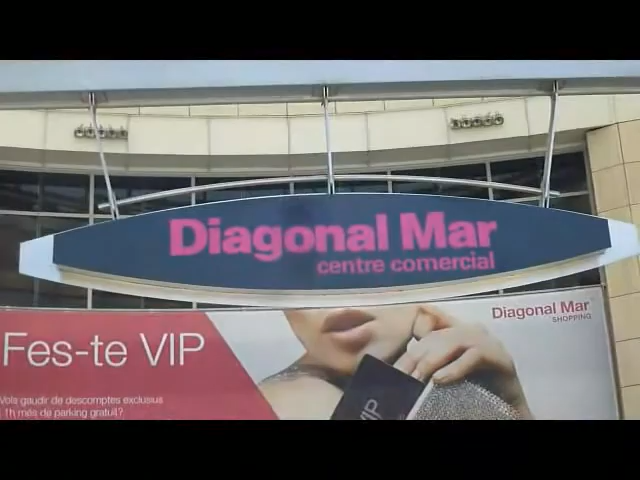 Diagonal Mar
centre comercial
Diagonal Mar
SHOPPING
Fes-te VIP
Vols gaudir de descomptes exclusius
i 1h més de parking gratuït?
VIP